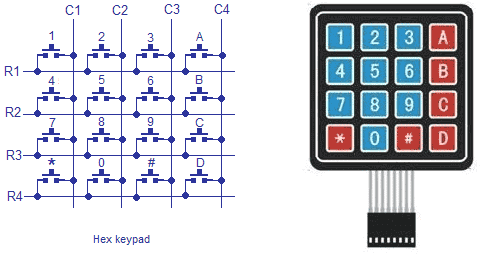 C1 C2 C3 C4
1 2 3 A
R1
4 5 6 B
R2
7 8 9 C
R3
* 0 # D
R4
Hex keypad
1 2 3 A
4 5 6 B
7 8 9 C
* 0 # D